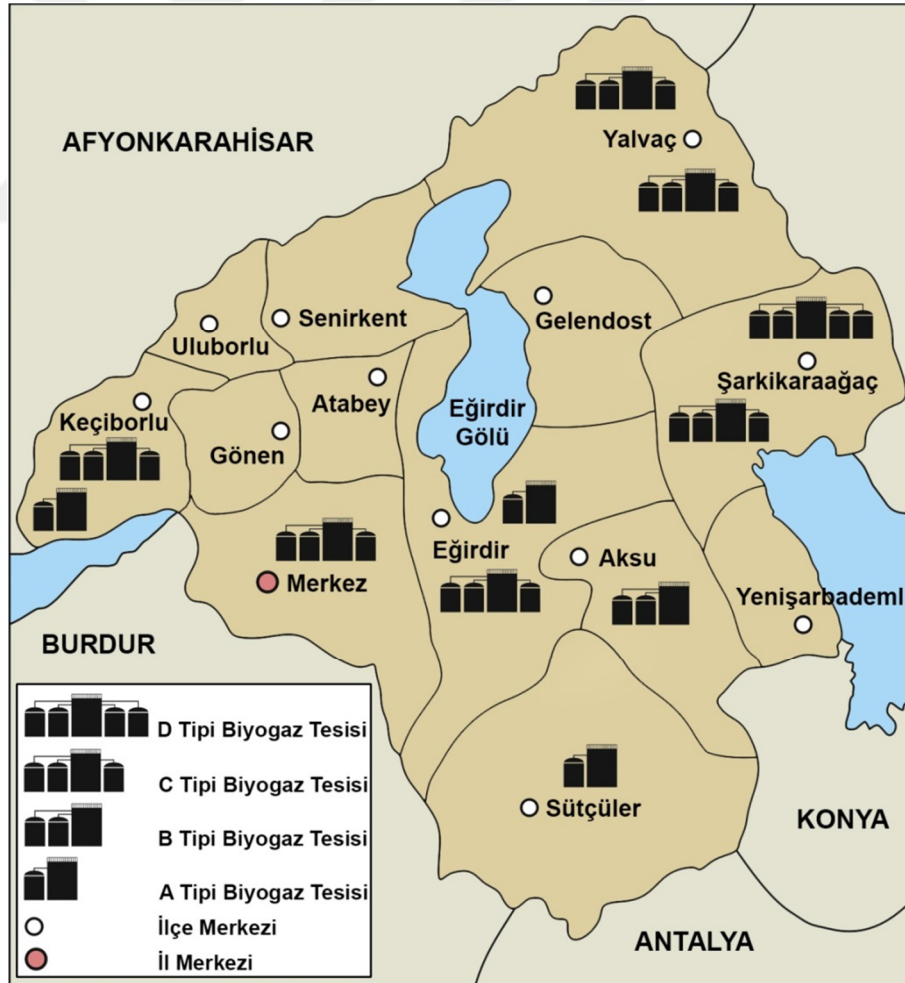 AFYONKARAHİSAR
Yalvaç
Senirkent
Gelendost
Uluborlu
Şarkikaraağaç
Atabey
Keçiborlu
Eğirdir
Gölü
Gönen
Eğirdir
Aksu
Merkez
Yenişarbademl
BURDUR
D Tipi Biyogaz Tesisi
C Tipi Biyogaz Tesisi
Sütçüler
KONYA
B Tipi Biyogaz Tesisi
A Tipi Biyogaz Tesisi
İlçe Merkezi
ANTALYA
İl Merkezi